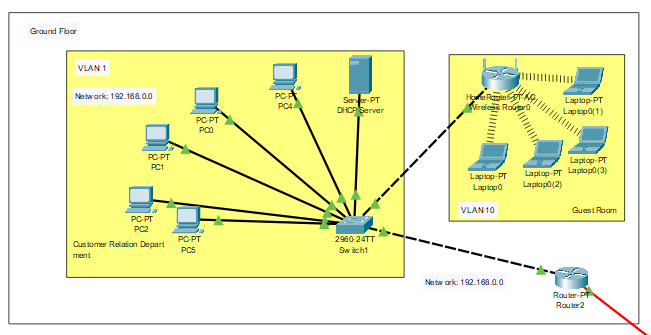 Ground Floor
VLAN 1
Network: 192.168.0.0
PC-PT
PC4
Server-PT
DHCP Server
PC-PT
PC0
PC-PT
PC1
PC-PT
PC2
PC-PT
PC5
Customer Relation Depart
ment
2960-24TT
Switch1
HomeRouter-PT-AC
Wireless Router0
Laptop-PT
Laptop0(1)
Laptop-PT
Laptop0(3)
Laptop-PT
Laptop0(2)
Laptop-PT
Laptop0
VLAN 10
Guest Room
Network: 192.168.0.0
Router-PT
Router2